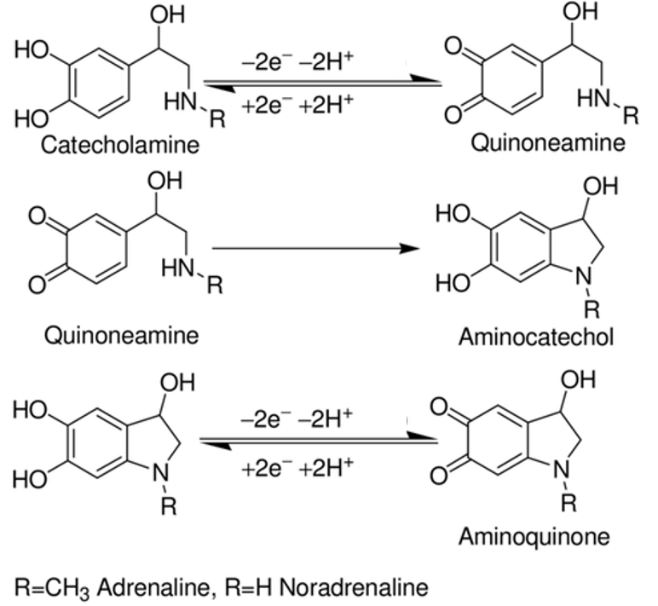 OH
HO
HO
HN
R
Catecholamine
−2e⁻ −2H⁺
+2e⁻ +2H⁺
OH
O
O
HN
R
Quinoneamine
OH
O
O
HN
R
Quinoneamine
OH
HO
HO
N
R
Aminocatechol
OH
HO
HO
N
R
−2e⁻ −2H⁺
+2e⁻ +2H⁺
OH
O
O
N
R
Aminoquinone
R=CH₃ Adrenaline, R=H Noradrenaline